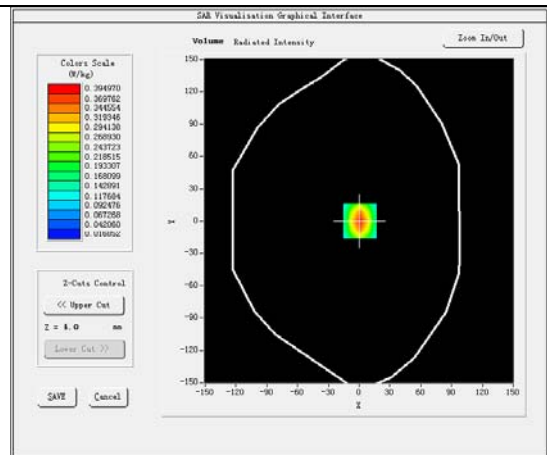 SAR Visualisation Graphical Interface
Volume Radiated Intensity
Zoom In/Out
Colors Scale
(W/kg)
0.394970
0.369762
0.344554
0.319346
0.294138
0.268930
0.243723
0.218515
0.193307
0.168099
0.142891
0.117684
0.092476
0.067268
0.042060
0.016852
150
120
90
60
30
0
-30
-60
-90
-120
-150
Y
-150 -120 -90 -60 -30 0 30 60 90 120 150
X
Z-Cuts Control
<< Upper Cut
Z = 4.0 mm
Lower Cut >>
SAVE Cancel